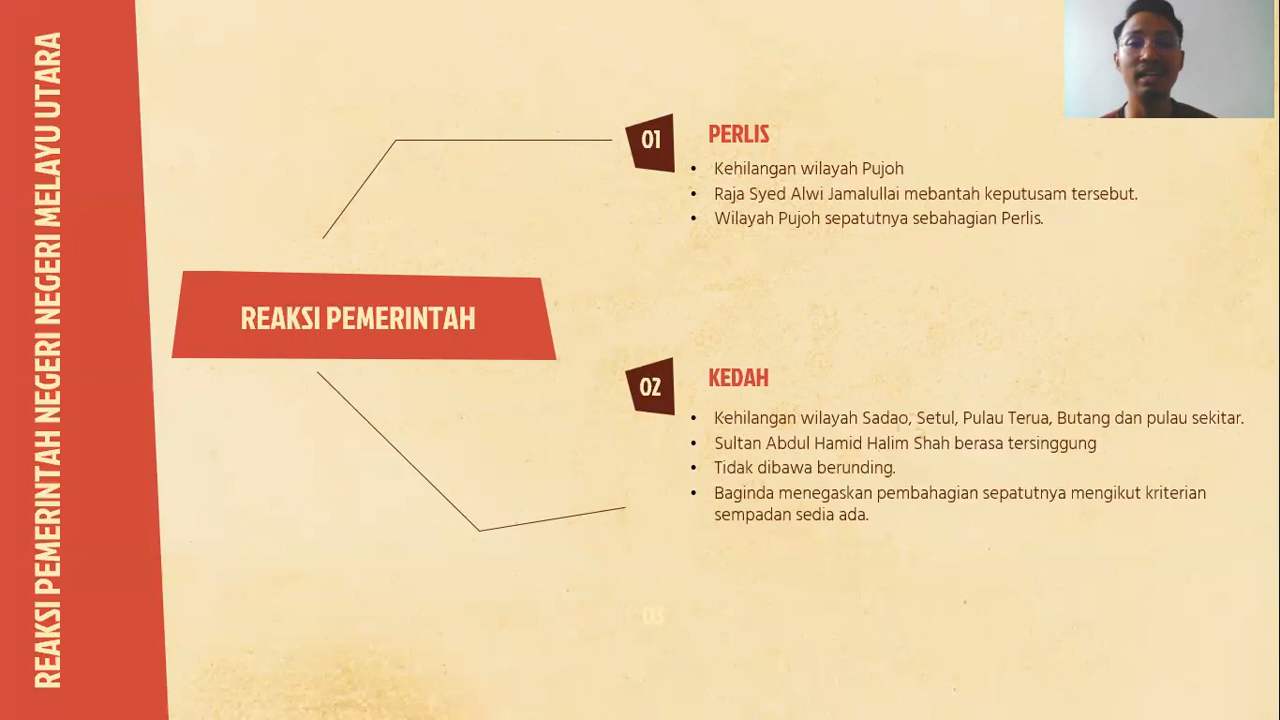 REAKSI PEMERINTAH NEGERI NEGERI MELAYU UTARA
REAKSI PEMERINTAH
01
PERLIS
• Kehilangan wilayah Pujoh
• Raja Syed Alwi Jamalullai mebantah keputusam tersebut.
• Wilayah Pujoh sepatutnya sebahagian Perlis.
02
KEDAH
• Kehilangan wilayah Sadao, Setul, Pulau Terua, Butang dan pulau sekitar.
• Sultan Abdul Hamid Halim Shah berasa tersinggung
• Tidak dibawa berunding.
• Baginda menegaskan pembahagian sepatutnya mengikut kriterian
sempadan sedia ada.
03